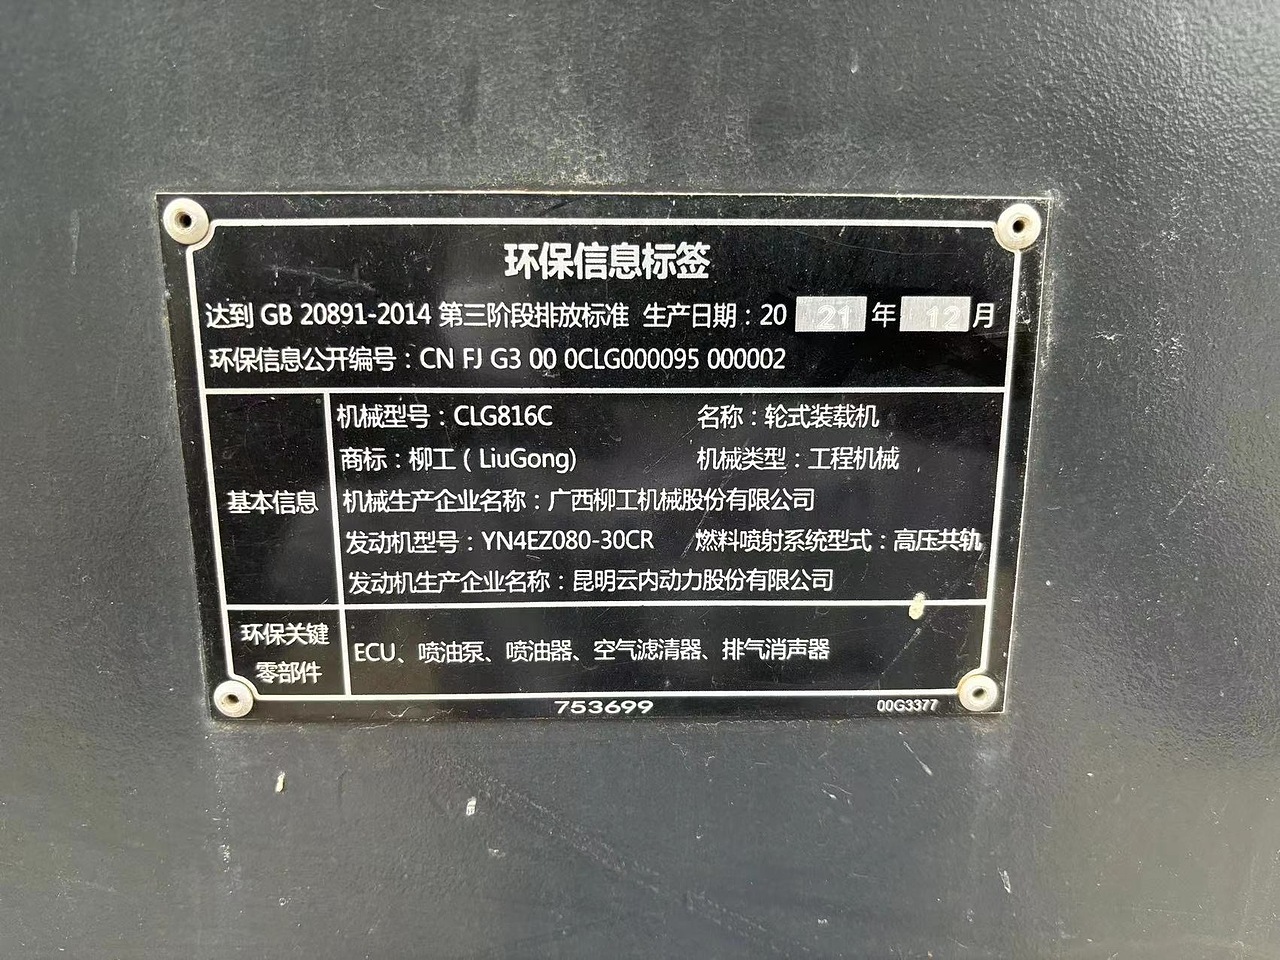 环保信息标签
达到 GB 20891-2014 第三阶段排放标准 生产日期：20 21 年 12 月
环保信息公开编号：CN FJ G3 00 0CLG000095 000002
基本信息
机械型号：CLG816C 名称：轮式装载机
商标：柳工（LiuGong) 机械类型：工程机械
机械生产企业名称：广西柳工机械股份有限公司
发动机型号：YN4EZ080-30CR 燃料喷射系统型式：高压共轨
发动机生产企业名称：昆明云内动力股份有限公司
环保关键
零部件
ECU、喷油泵、喷油器、空气滤清器、排气消声器
753699 00G3377